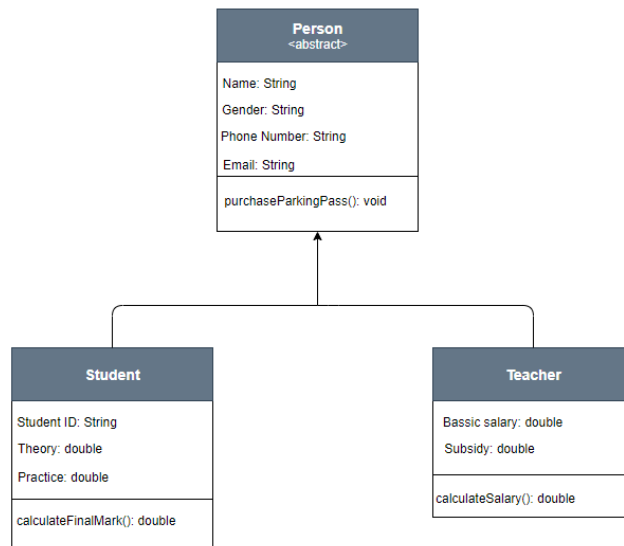 Person
<abstract>
Name: String
Gender: String
Phone Number: String
Email: String
purchaseParkingPass(): void
Student
Student ID: String
Theory: double
Practice: double
calculateFinalMark(): double
Teacher
Bassic salary: double
Subsidy: double
calculateSalary(): double